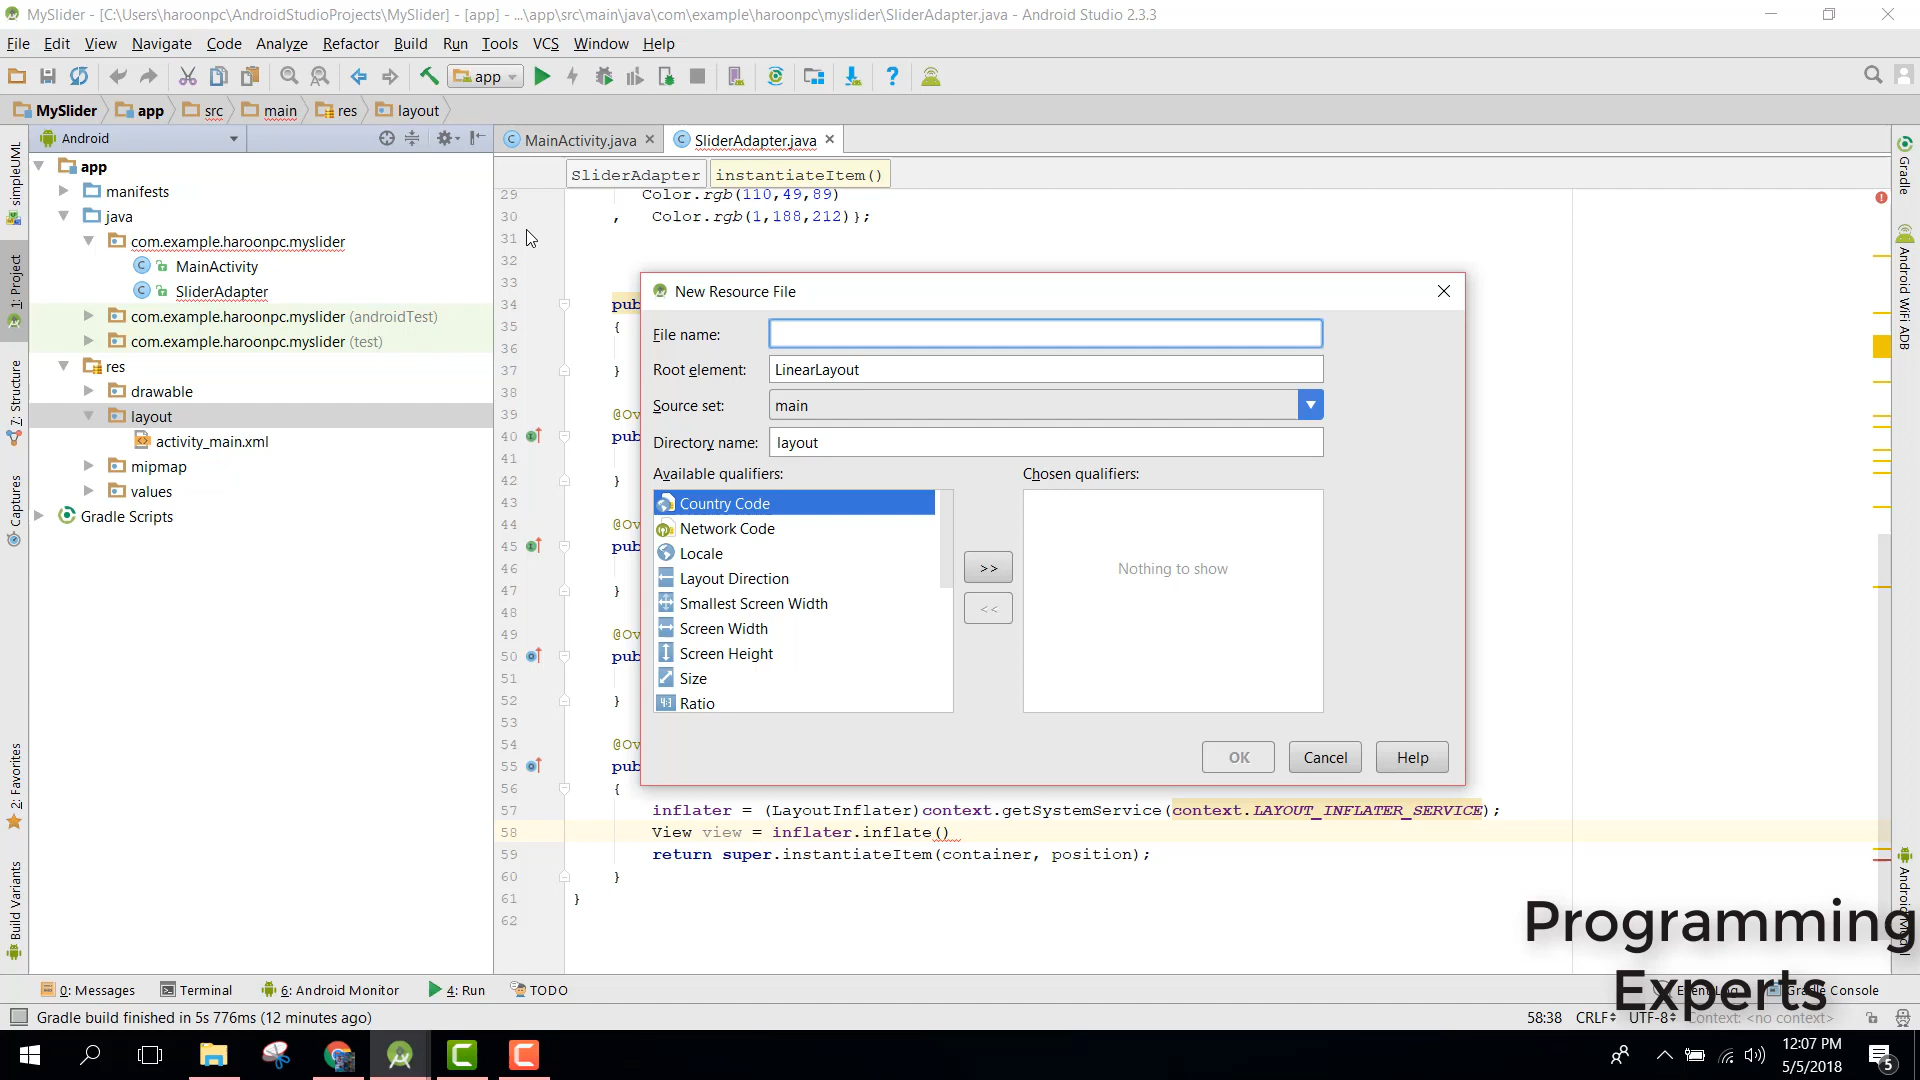 MySlider - [C:\Users\haroonpc\AndroidStudioProjects\MySlider] - [app] - ...\app\src\main\java\com\example\haroonpc\myslider\SliderAdapter.java - Android Studio 2.3.3
File Edit View Navigate Code Analyze Refactor Build Run Tools VCS Window Help
app
MySlider app src main res layout
Android
MainActivity.java SliderAdapter.java
SliderAdapter instantiateItem()
app
manifests
java
com.example.haroonpc.myslider
MainActivity
SliderAdapter
com.example.haroonpc.myslider (androidTest)
com.example.haroonpc.myslider (test)
res
drawable
layout
activity_main.xml
mipmap
values
Gradle Scripts
simpleUML
1: Project
7: Structure
Captures
2: Favorites
Build Variants
29 Color.rgb(110,49,89)
30 , Color.rgb(1,188,212)};
31
32
33
34 pub
35 {
36
37 }
38
39 @Ov
40 pub
41
42 }
43
44 @Ov
45 pub
46
47 }
48
49 @Ov
50 pub
51
52 }
53
54 @Ov
55 pub
56 {
57 inflater = (LayoutInflater)context.getSystemService(context.LAYOUT_INFLATER_SERVICE);
58 View view = inflater.inflate()
59 return super.instantiateItem(container, position);
60 }
61 }
62
New Resource File
File name:
Root element: LinearLayout
Source set: main
Directory name: layout
Available qualifiers: Chosen qualifiers:
Country Code
Network Code
Locale
Layout Direction
Smallest Screen Width
Screen Width
Screen Height
Size
Ratio
>>
<<
Nothing to show
OK Cancel Help
Gradle
Android WiFi ADB
Programming
Experts
0: Messages Terminal 6: Android Monitor 4: Run TODO Event Log Gradle Console
Gradle build finished in 5s 776ms (12 minutes ago) 58:38 CRLF UTF-8 Context: <no context>
12:07 PM
5/5/2018
5